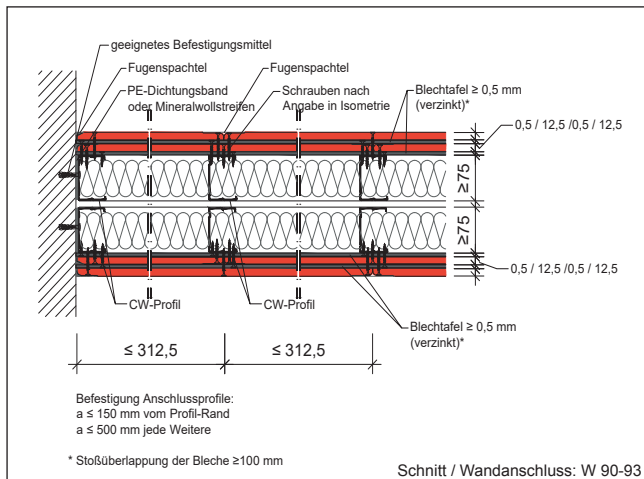 geeignetes Befestigungsmittel
Fugenspachtel
Fugenspachtel
PE-Dichtungsband
oder Mineralwollstreifen
Schrauben nach
Angabe in Isometrie
Blechtafel ≥ 0,5 mm
(verzinkt)*
0,5 / 12,5 /0,5 / 12,5
≥75
≥75
0,5 / 12,5 /0,5 / 12,5
CW-Profil
CW-Profil
Blechtafel ≥ 0,5 mm
(verzinkt)*
≤ 312,5
≤ 312,5
Befestigung Anschlussprofile:
a ≤ 150 mm vom Profil-Rand
a ≤ 500 mm jede Weitere
* Stoßüberlappung der Bleche ≥100 mm
Schnitt / Wandanschluss: W 90-93